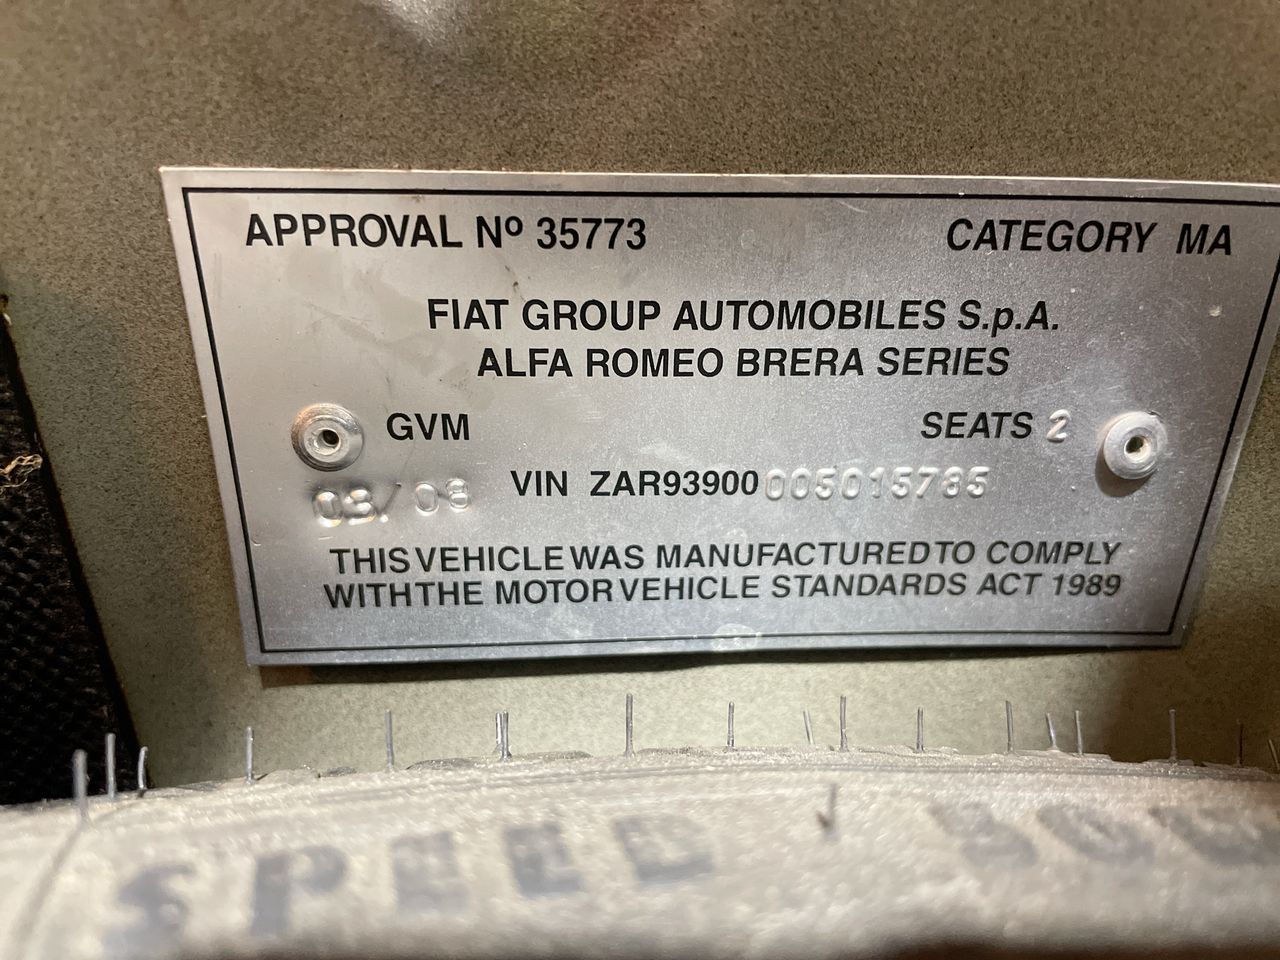 APPROVAL Nº 35773
CATEGORY MA
FIAT GROUP AUTOMOBILES S.p.A.
ALFA ROMEO BRERA SERIES
GVM
SEATS 2
VIN ZAR93900005015785
08/08
THIS VEHICLE WAS MANUFACTURED TO COMPLY
WITH THE MOTOR VEHICLE STANDARDS ACT 1989
SPEED